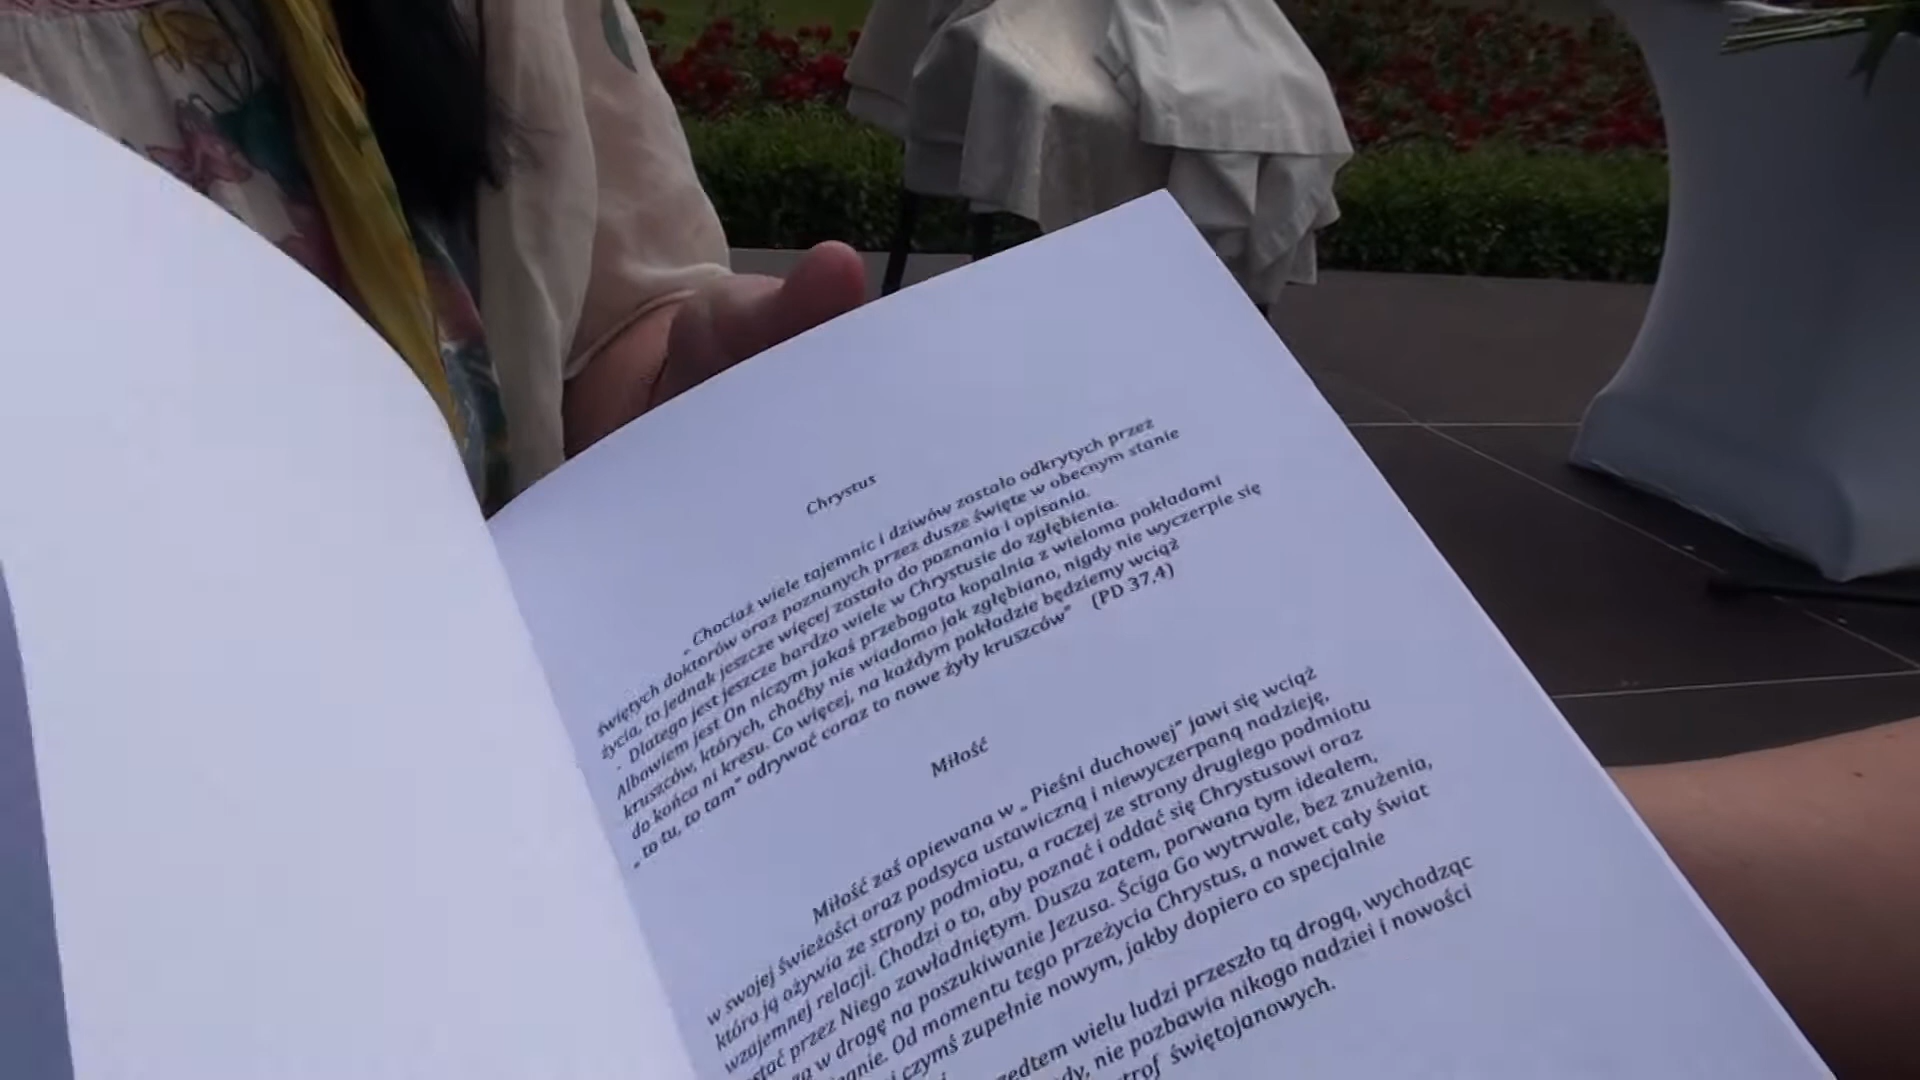 Chrystus
„ Chociaż wiele tajemnic i dziwów zostało odkrytych przez
świętych doktorów oraz poznanych przez dusze święte w obecnym stanie
życia, to jednak jeszcze więcej zostało do poznania i opisania.
- Dlatego jest jeszcze bardzo wiele w Chrystusie do zgłębienia.
Albowiem jest On niczym jakaś przebogata kopalnia z wieloma pokładami
kruszców, których, choćby nie wiadomo jak zgłębiano, nigdy nie wyczerpie się
do końca ni kresu. Co więcej, na każdym pokładzie będziemy wciąż
„ to tu, to tam" odrywać coraz to nowe żyły kruszców" (PD 37.4)
Miłość
Miłość zaś opiewana w „ Pieśni duchowej" jawi się wciąż
w swojej świeżości oraz podsyca ustawiczną i niewyczerpaną nadzieję,
która ją ożywia ze strony podmiotu, a raczej ze strony drugiego podmiotu
wzajemnej relacji. Chodzi o to, aby poznać i oddać się Chrystusowi oraz
stać przez Niego zawładniętym. Dusza zatem, porwana tym ideałem,
w drogę na poszukiwanie Jezusa. Ściga Go wytrwale, bez znużenia,
Od momentu tego przeżycia Chrystus, a nawet cały świat
czymś zupełnie nowym, jakby dopiero co specjalnie
wielu ludzi przeszło tą drogą, wychodząc
nie pozbawia nikogo nadziei i nowości
świętojanowych.